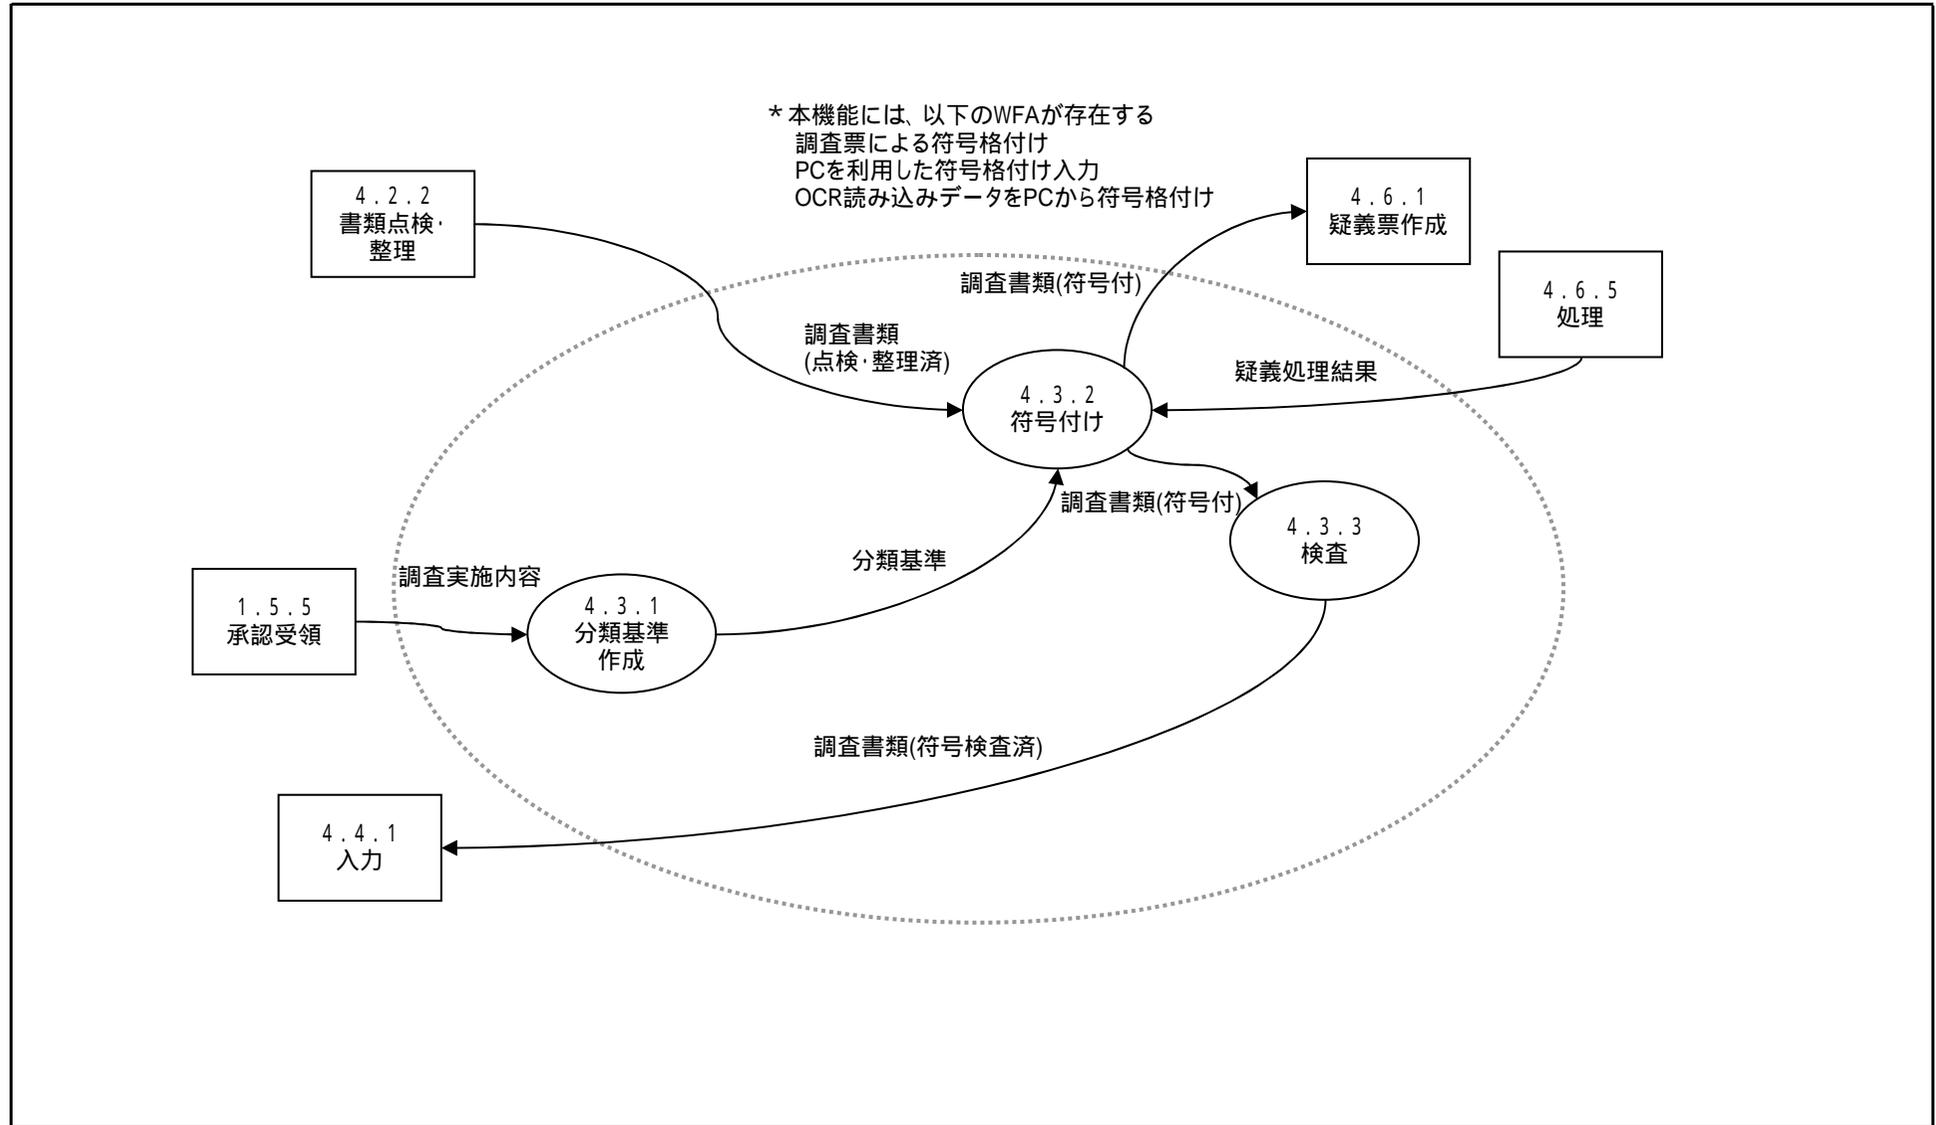 *本機能には、以下のWFAが存在する
調査票による符号格付け
PCを利用した符号格付け入力
OCR読み込みデータをPCから符号格付け
4.2.2
書類点検・
整理
4.6.1
疑義票作成
調査書類(符号付)
4.6.5
処理
調査書類
(点検・整理済)
疑義処理結果
4.3.2
符号付け
調査書類(符号付)
4.3.3
検査
分類基準
調査実施内容
1.5.5
承認受領
4.3.1
分類基準
作成
調査書類(符号検査済)
4.4.1
入力